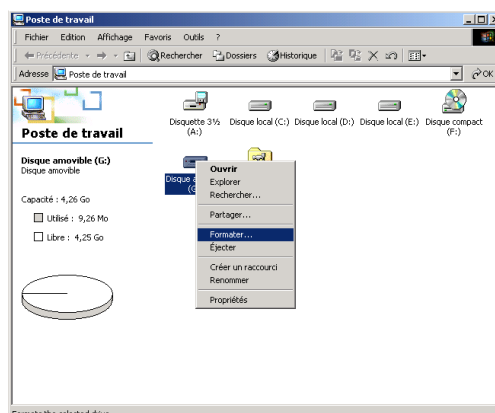 Poste de travail
Fichier Edition Affichage Favoris Outils ?
Précédente Rechercher Dossiers Historique
Adresse Poste de travail OK
Poste de travail
Disque amovible (G:)
Disque amovible
Capacité : 4,26 Go
Utilisé : 9,26 Mo
Libre : 4,25 Go
Disquette 3½ (A:)
Disque local (C:)
Disque local (D:)
Disque local (E:)
Disque compact (F:)
Disque
Ouvrir
Explorer
Rechercher...
Partager...
Formater...
Éjecter
Créer un raccourci
Renommer
Propriétés